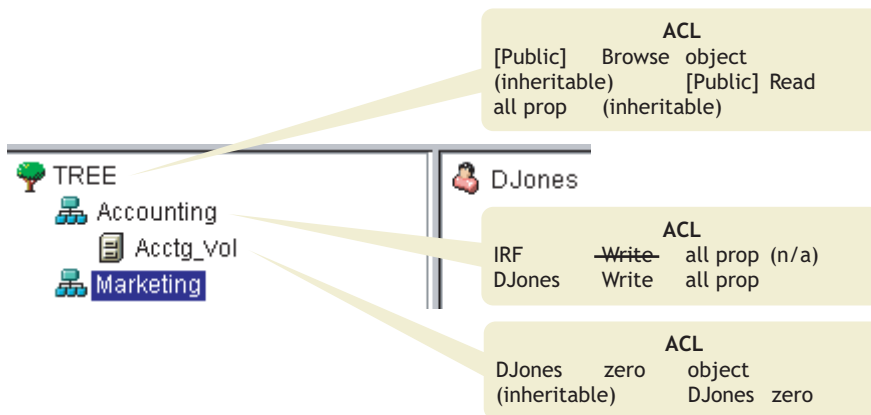 ACL
[Public] Browse object
(inheritable) [Public] Read
all prop (inheritable)
TREE
Accounting
Acctg_Vol
Marketing
DJones
ACL
IRF Write all prop (n/a)
DJones Write all prop
ACL
DJones zero object
(inheritable) DJones zero